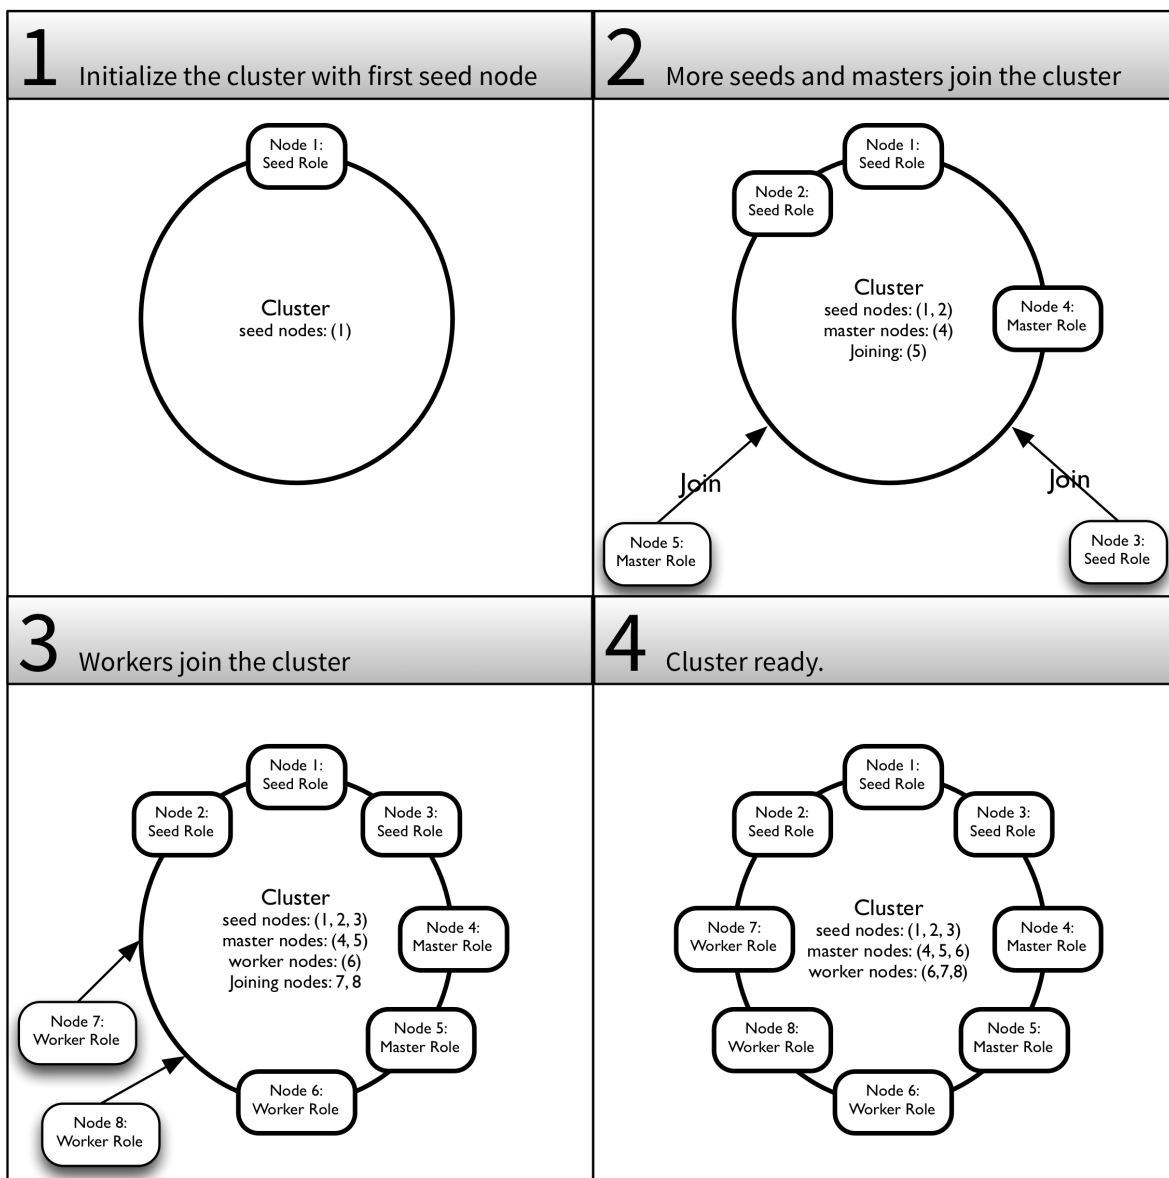 1 Initialize the cluster with first seed node
Node 1:
Seed Role
Cluster
seed nodes: (1)
2 More seeds and masters join the cluster
Node 1:
Seed Role
Node 2:
Seed Role
Cluster
seed nodes: (1, 2)
master nodes: (4)
Joining: (5)
Node 4:
Master Role
Join
Join
Node 5:
Master Role
Node 3:
Seed Role
3 Workers join the cluster
Node 1:
Seed Role
Node 2:
Seed Role
Node 3:
Seed Role
Cluster
seed nodes: (1, 2, 3)
master nodes: (4, 5)
worker nodes: (6)
Joining nodes: 7, 8
Node 4:
Master Role
Node 7:
Worker Role
Node 5:
Master Role
Node 6:
Worker Role
Node 8:
Worker Role
4 Cluster ready.
Node 1:
Seed Role
Node 2:
Seed Role
Node 3:
Seed Role
Cluster
seed nodes: (1, 2, 3)
master nodes: (4, 5, 6)
worker nodes: (6,7,8)
Node 7:
Worker Role
Node 4:
Master Role
Node 8:
Worker Role
Node 5:
Master Role
Node 6:
Worker Role